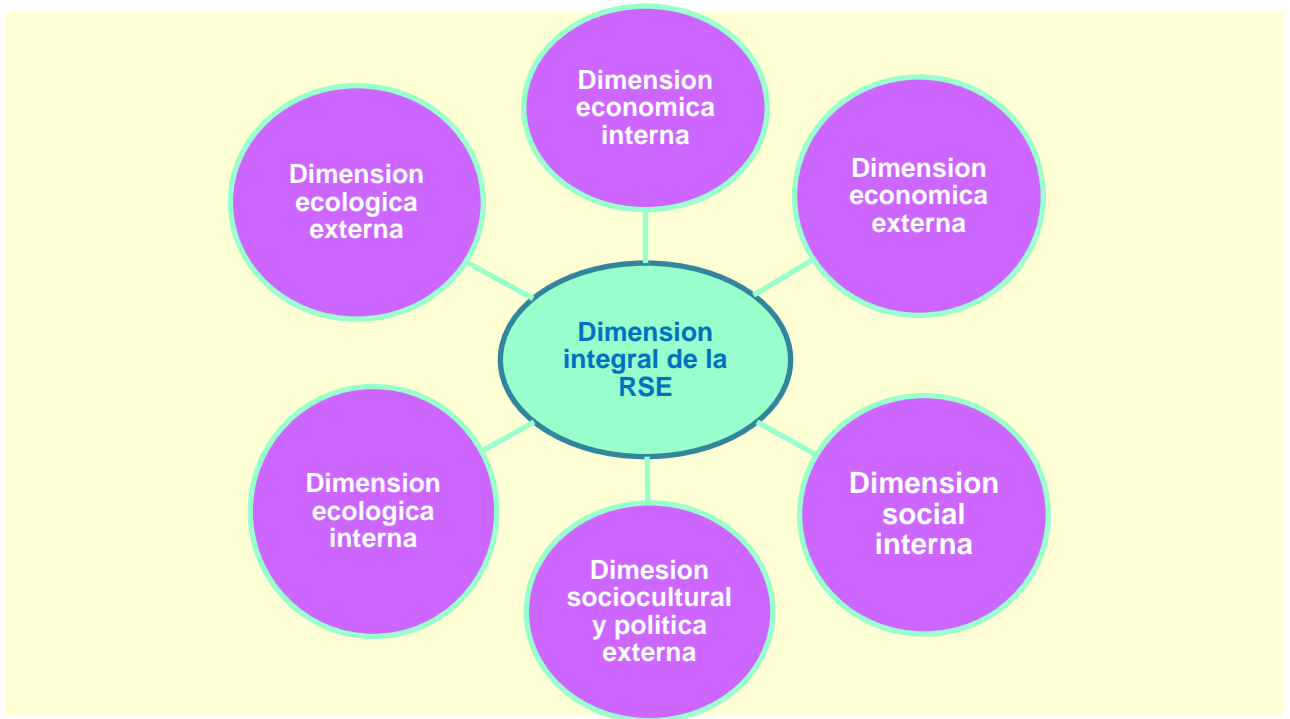 Dimension
economica
interna
Dimension
economica
externa
Dimension
social
interna
Dimesion
sociocultural
y politica
externa
Dimension
ecologica
interna
Dimension
ecologica
externa
Dimension
integral de la
RSE